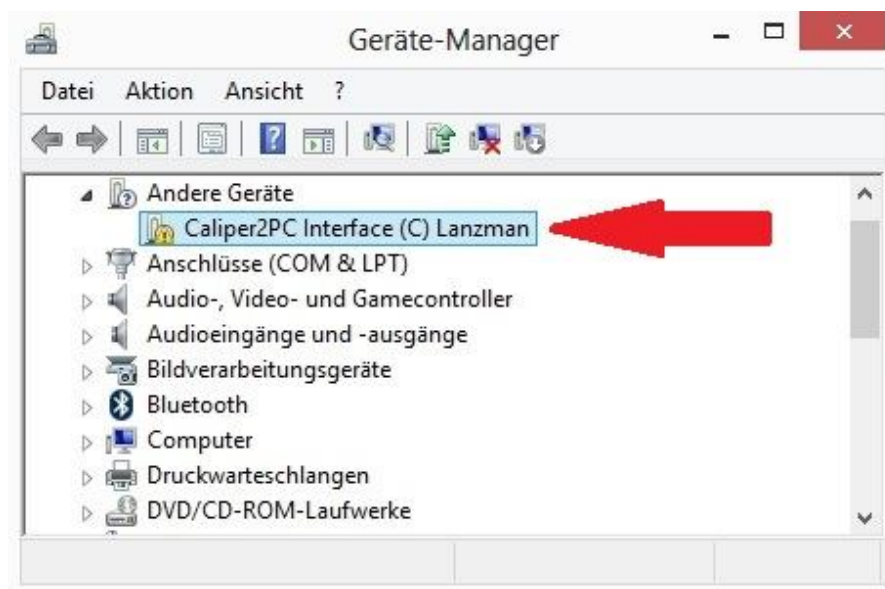 Geräte-Manager
Datei Aktion Ansicht ?
Andere Geräte
Caliper2PC Interface (C) Lanzman
Anschlüsse (COM & LPT)
Audio-, Video- und Gamecontroller
Audioeingänge und -ausgänge
Bildverarbeitungsgeräte
Bluetooth
Computer
Druckwarteschlangen
DVD/CD-ROM-Laufwerke